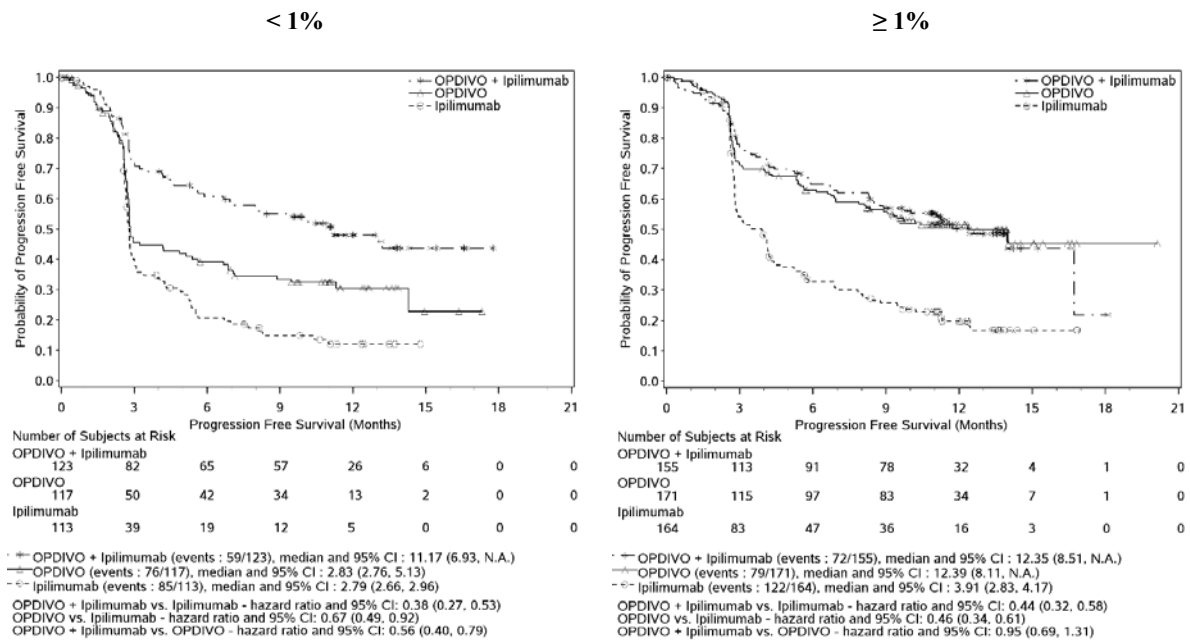 < 1%
≥ 1%
OPDIVO + Ipilimumab
OPDIVO
Ipilimumab
Probability of Progression Free Survival
1.0
0.9
0.8
0.7
0.6
0.5
0.4
0.3
0.2
0.1
0.0
0 3 6 9 12 15 18 21
Progression Free Survival (Months)
Number of Subjects at Risk
OPDIVO + Ipilimumab
123 82 65 57 26 6 0 0
OPDIVO
117 50 42 34 13 2 0 0
Ipilimumab
113 39 19 12 5 0 0 0
OPDIVO + Ipilimumab (events : 59/123), median and 95% CI : 11.17 (6.93, N.A.)
OPDIVO (events : 76/117), median and 95% CI : 2.83 (2.76, 5.13)
Ipilimumab (events : 85/113), median and 95% CI : 2.79 (2.66, 2.96)
OPDIVO + Ipilimumab vs. Ipilimumab - hazard ratio and 95% CI: 0.38 (0.27, 0.53)
OPDIVO vs. Ipilimumab - hazard ratio and 95% CI: 0.67 (0.49, 0.92)
OPDIVO + Ipilimumab vs. OPDIVO - hazard ratio and 95% CI: 0.56 (0.40, 0.79)
OPDIVO + Ipilimumab
OPDIVO
Ipilimumab
Probability of Progression Free Survival
1.0
0.9
0.8
0.7
0.6
0.5
0.4
0.3
0.2
0.1
0.0
0 3 6 9 12 15 18 21
Progression Free Survival (Months)
Number of Subjects at Risk
OPDIVO + Ipilimumab
155 113 91 78 32 4 1 0
OPDIVO
171 115 97 83 34 7 1 0
Ipilimumab
164 83 47 36 16 3 0 0
OPDIVO + Ipilimumab (events : 72/155), median and 95% CI : 12.35 (8.51, N.A.)
OPDIVO (events : 79/171), median and 95% CI : 12.39 (8.11, N.A.)
Ipilimumab (events : 122/164), median and 95% CI : 3.91 (2.83, 4.17)
OPDIVO + Ipilimumab vs. Ipilimumab - hazard ratio and 95% CI: 0.44 (0.32, 0.58)
OPDIVO vs. Ipilimumab - hazard ratio and 95% CI: 0.46 (0.34, 0.61)
OPDIVO + Ipilimumab vs. OPDIVO - hazard ratio and 95% CI: 0.95 (0.69, 1.31)